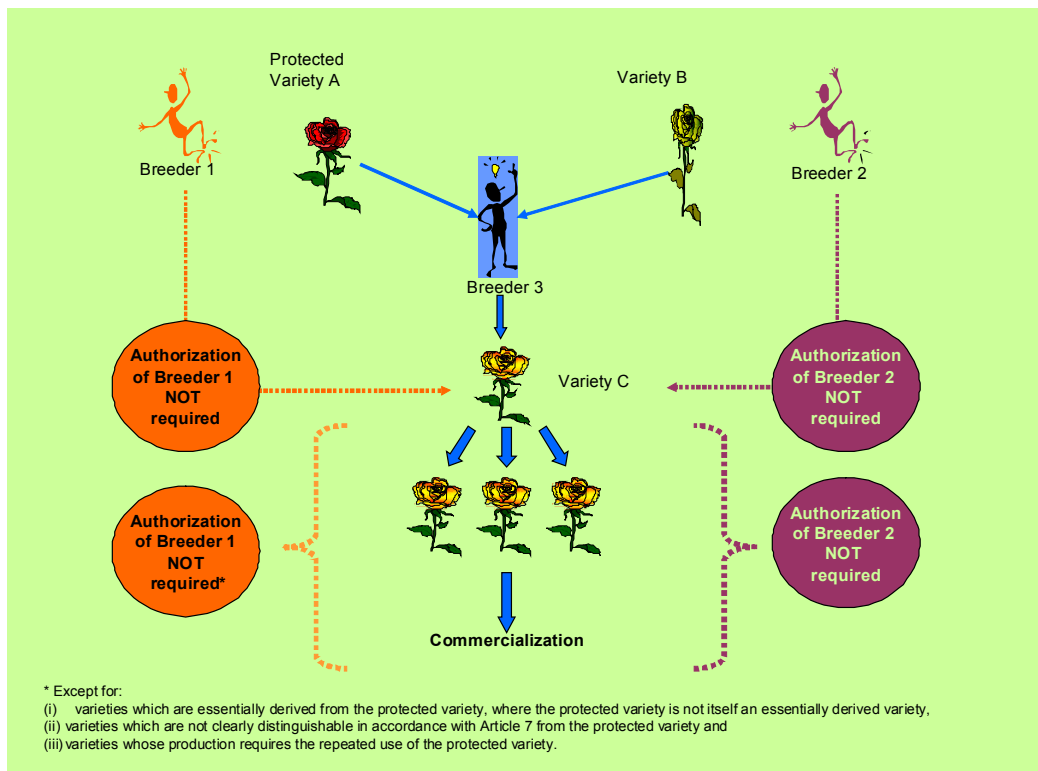 Protected
Variety A
Variety B
Breeder 1
Breeder 2
Breeder 3
Authorization
of Breeder 1
NOT
required
Variety C
Authorization
of Breeder 2
NOT
required
Authorization
of Breeder 1
NOT
required*
Authorization
of Breeder 2
NOT
required
Commercialization
* Except for:
(i) varieties which are essentially derived from the protected variety, where the protected variety is not itself an essentially derived variety,
(ii) varieties which are not clearly distinguishable in accordance with Article 7 from the protected variety and
(iii) varieties whose production requires the repeated use of the protected variety.